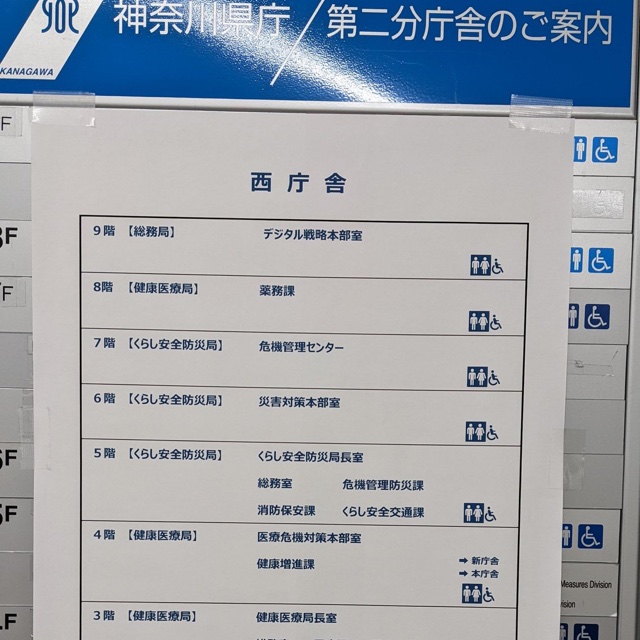 KANAGAWA
神奈川県庁/第二分庁舎のご案内
西庁舎
9階 【総務局】 デジタル戦略本部室
8階 【健康医療局】 薬務課
7階 【くらし安全防災局】 危機管理センター
6階 【くらし安全防災局】 災害対策本部室
5階 【くらし安全防災局】 くらし安全防災局長室
総務室 危機管理防災課
消防保安課 くらし安全交通課
4階 【健康医療局】 医療危機対策本部室
健康増進課 ➡ 新庁舎
➡ 本庁舎
3階 【健康医療局】 健康医療局長室
F
F
F
F
F
Measures Division
ision